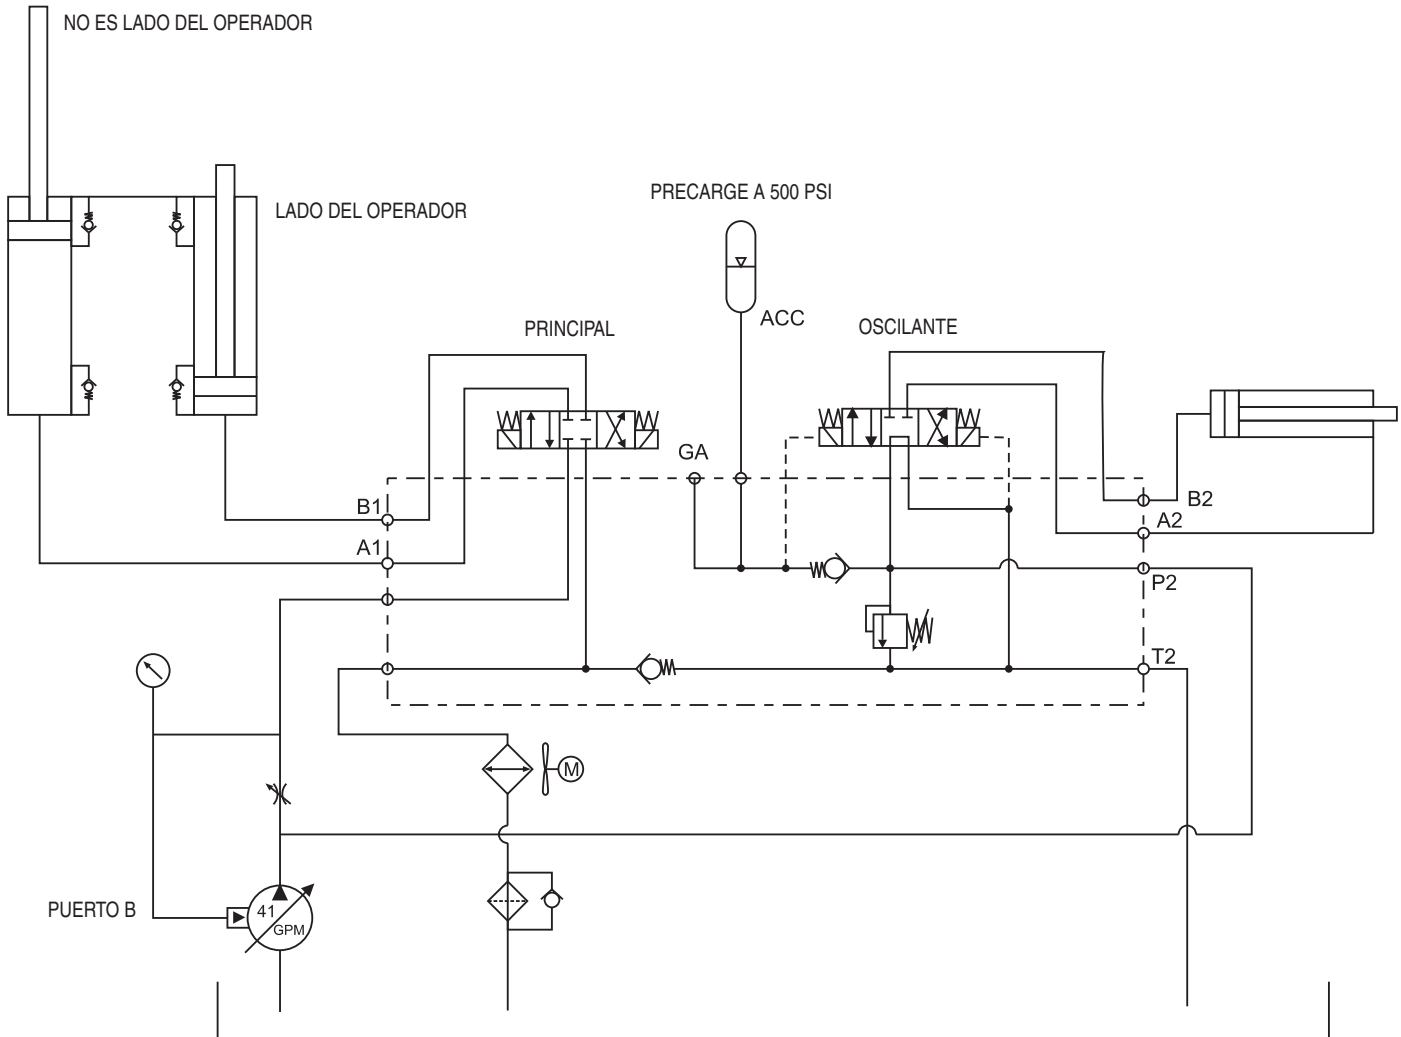 NO ES LADO DEL OPERADOR
LADO DEL OPERADOR
PRECARGE A 500 PSI
ACC
PRINCIPAL
OSCILANTE
GA
B1
A1
B2
A2
P2
T2
M
PUERTO B
41
GPM